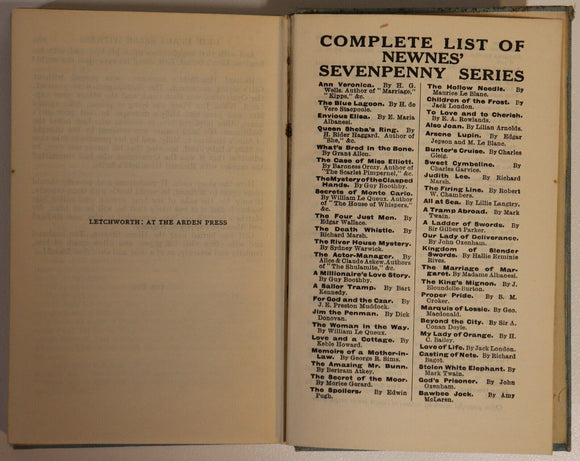 LETCHWORTH: AT THE ARDEN PRESS
COMPLETE LIST OF
NEWNES'
SEVENPENNY SERIES
Ann Veronica. By H. G.
Wells. Author of "Marriage,"
"Kipps," &c.
The Blue Lagoon. By H. de
Vere Stacpoole.
Envious Eliza. By E. Maria
Albanesi.
Queen Sheba's Ring. By
H. Rider Haggard. Author of
"She," &c.
What's Bred in the Bone.
By Grant Allen.
The Case of Miss Elliott.
By Baroness Orczy. Author of
"The Scarlet Pimpernel."
The Mystery of the Clasped
Hands. By Guy Boothby.
Secrets of Monte Carlo.
By William Le Queux. Author
of "The House of Whispers,"
&c.
The Four Just Men. By
Edgar Wallace.
The Death Whistle. By
Richard Marsh.
The River House Mystery.
By Sydney Warwick.
The Actor-Manager. By
Alice & Claude Askew. Authors
of "The Shulamite," &c.
A Millionaire's Love Story.
By Guy Boothby.
A Sailor Tramp. By Bart
Kennedy.
For God and the Czar. By
J. E. Preston Muddock.
Jim the Penman. By Dick
Donovan.
The Woman in the Way.
By William Le Queux.
Love and a Cottage. By
Keble Howard.
Memoirs of a Mother-in-
Law. By George R. Sims.
The Amazing Mr. Bunn.
By Bertram Atkey.
The Secret of the Moor.
By Morice Gerard.
The Spoilers. By Edwin
Pugh.
The Hollow Needle. By
Maurice Le Blanc.
Children of the Frost. By
Jack London.
To Love and to Cherish.
By E. A. Rowlands.
Also Joan. By Lilian Arnolds.
Arsene Lupin. By Edgar
Jepson and M. Le Blanc.
Bunter's Cruise. By Charles
Gleig.
Sweet Cymbeline. By
Charles Garvice.
Judith Lee. By Richard
Marsh.
The Firing Line. By Robert
W. Chambers.
All at Sea. By Lillie Langtry.
A Tramp Abroad. By Mark
Twain.
A Ladder of Swords. By
Sir Gilbert Parker.
Our Lady of Deliverance.
By John Oxenham.
Kingdom of Slender
Swords. By Hallie Erminie
Rives.
The Marriage of Mar-
garet. By Madame Albanesi.
The King's Mignon. By J.
Bloundelle-Burton.
Proper Pride. By B. M.
Croker.
Marquis of Lossie. By Geo.
Macdonald.
Beyond the City. By Sir A.
Conan Doyle.
My Lady of Orange. By H.
C. Bailey.
Love of Life. By Jack London.
Casting of Nets. By Richard
Bagot.
Stolen White Elephant. By
Mark Twain.
God's Prisoner. By John
Oxenham.
Bawbee Jock. By Amy
McLaren.